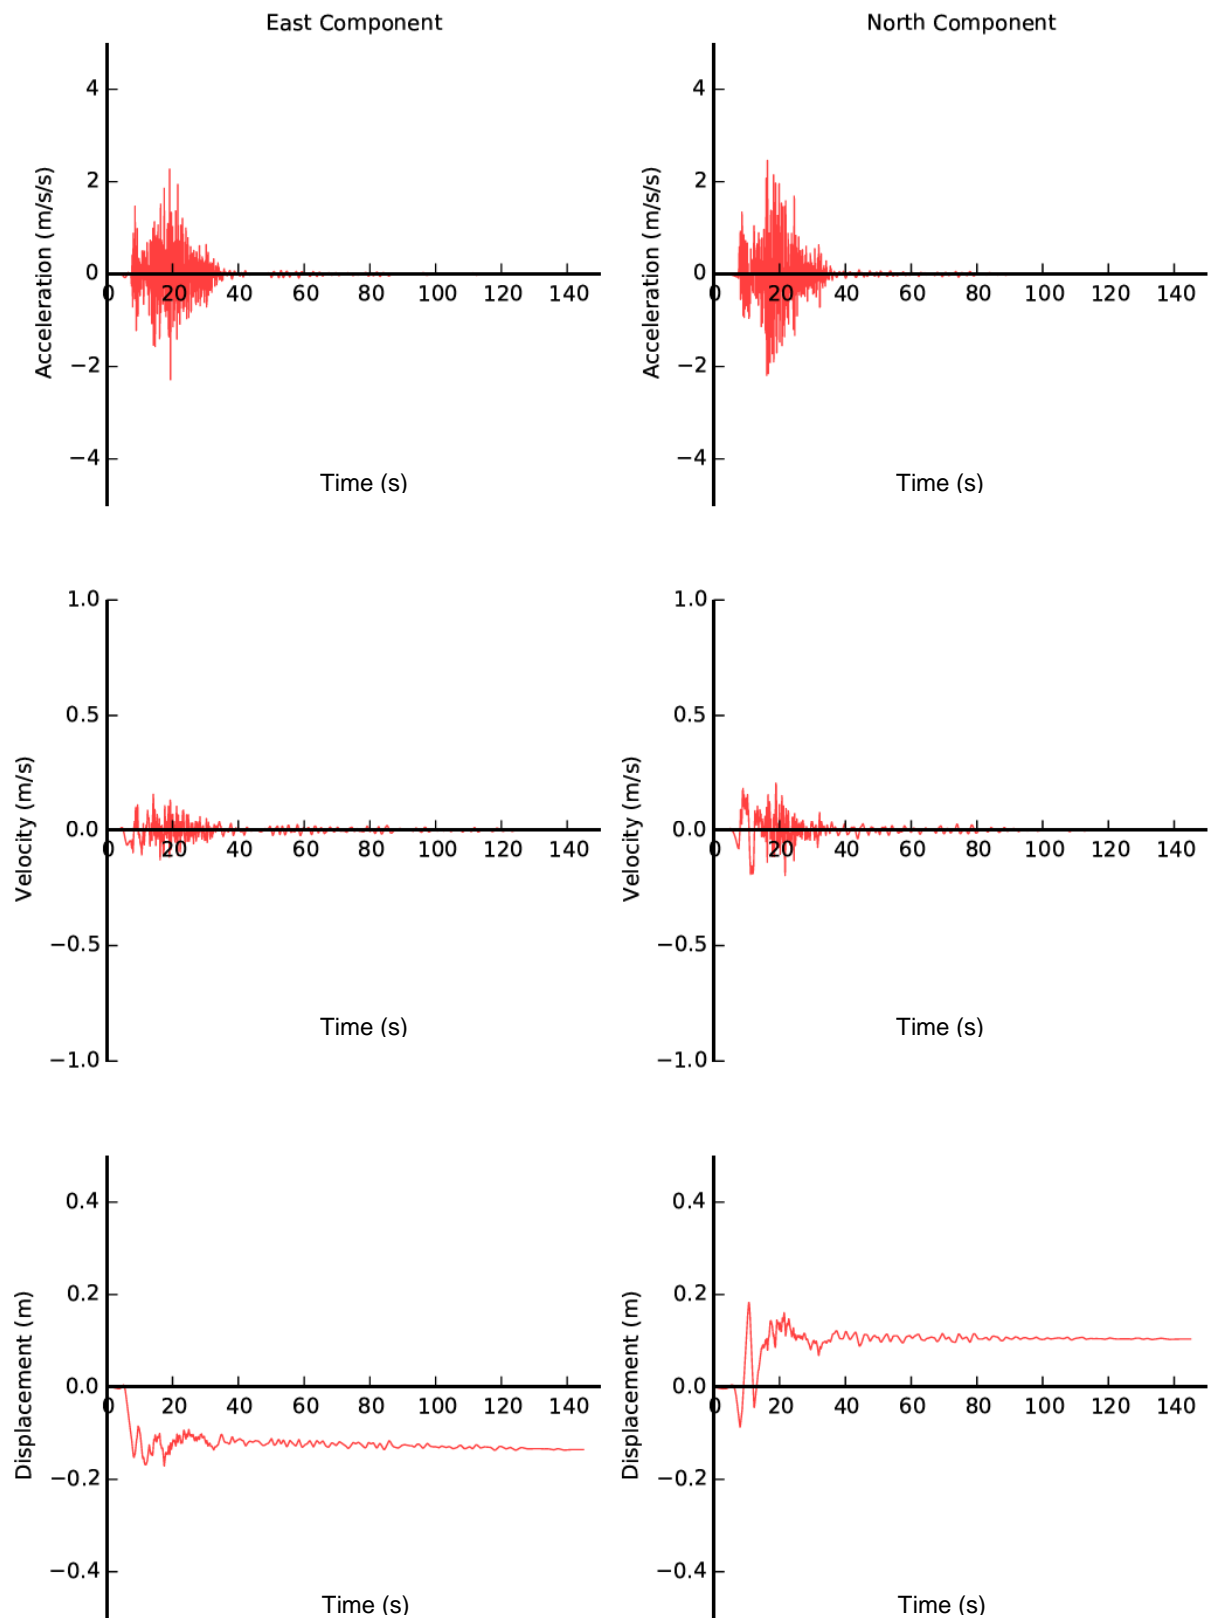 East Component
North Component
4
2
0
−2
−4
0 20 40 60 80 100 120 140
Acceleration (m/s/s)
Time (s)
4
2
0
−2
−4
0 20 40 60 80 100 120 140
Acceleration (m/s/s)
Time (s)
1.0
0.5
0.0
−0.5
−1.0
0 20 40 60 80 100 120 140
Velocity (m/s)
Time (s)
1.0
0.5
0.0
−0.5
−1.0
0 20 40 60 80 100 120 140
Velocity (m/s)
Time (s)
0.4
0.2
0.0
−0.2
−0.4
0 20 40 60 80 100 120 140
Displacement (m)
Time (s)
0.4
0.2
0.0
−0.2
−0.4
0 20 40 60 80 100 120 140
Displacement (m)
Time (s)